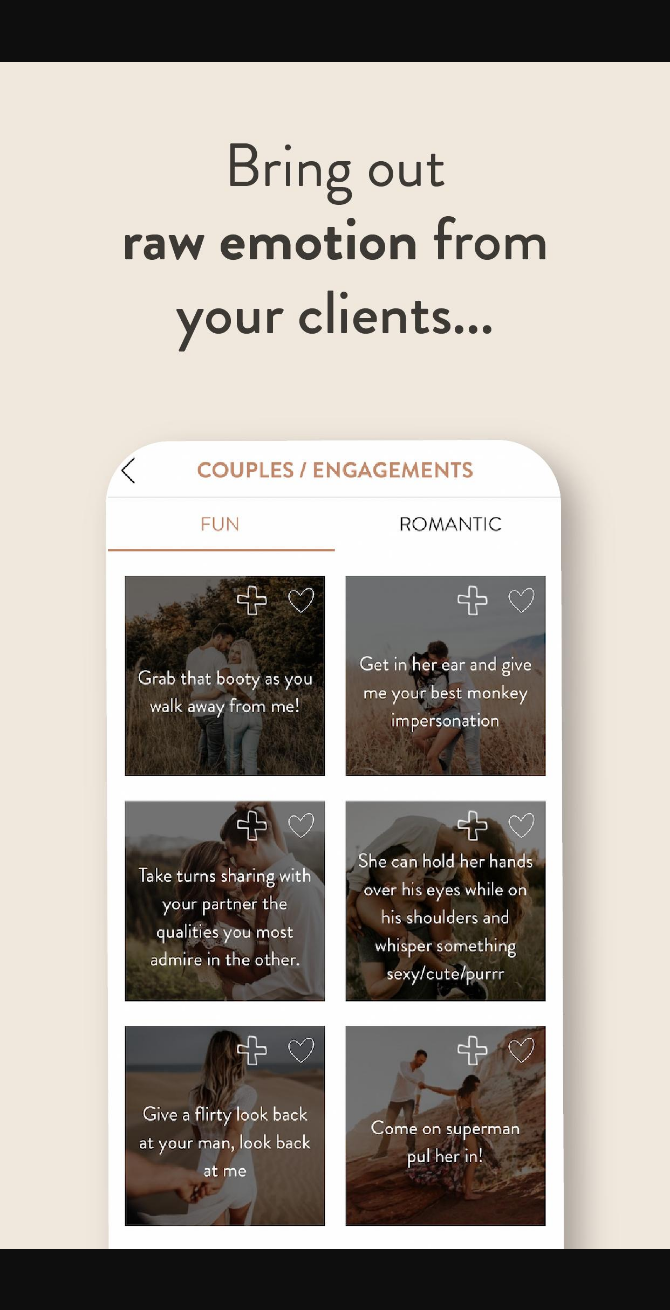 Bring out
raw emotion from
your clients...
COUPLES / ENGAGEMENTS
FUN
ROMANTIC
Grab that booty as you
walk away from me!
Get in her ear and give
me your best monkey
impersonation
Take turns sharing with
your partner the
qualities you most
admire in the other.
She can hold her hands
over his eyes while on
his shoulders and
whisper something
sexy/cute/purrr
Give a flirty look back
at your man, look back
at me
Come on superman
pul her in!